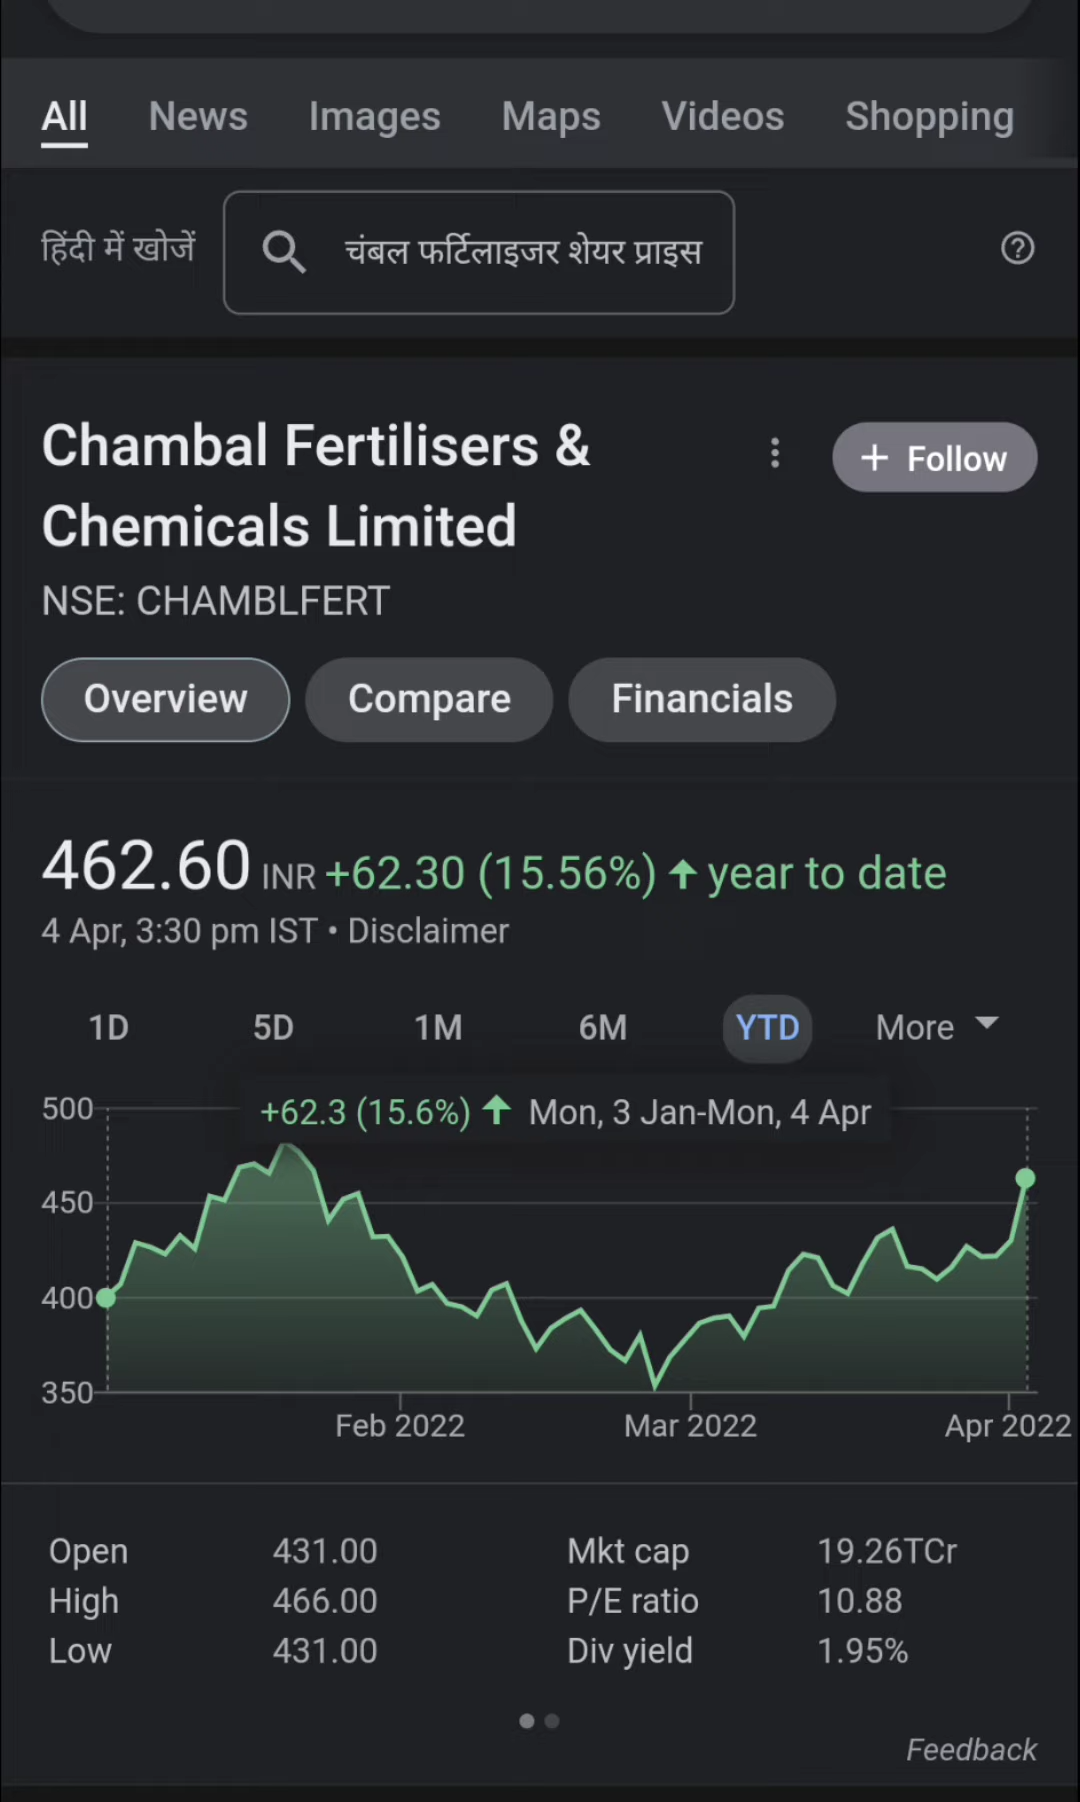 All News Images Maps Videos Shopping
हिंदी में खोजें चंबल फर्टिलाइजर शेयर प्राइस
Chambal Fertilisers &
Chemicals Limited
+ Follow
NSE: CHAMBLFERT
Overview Compare Financials
462.60 INR +62.30 (15.56%) ↑ year to date
4 Apr, 3:30 pm IST • Disclaimer
1D 5D 1M 6M YTD More
+62.3 (15.6%) ↑ Mon, 3 Jan-Mon, 4 Apr
500
450
400
350
Feb 2022 Mar 2022 Apr 2022
Open 431.00 Mkt cap 19.26TCr
High 466.00 P/E ratio 10.88
Low 431.00 Div yield 1.95%
Feedback